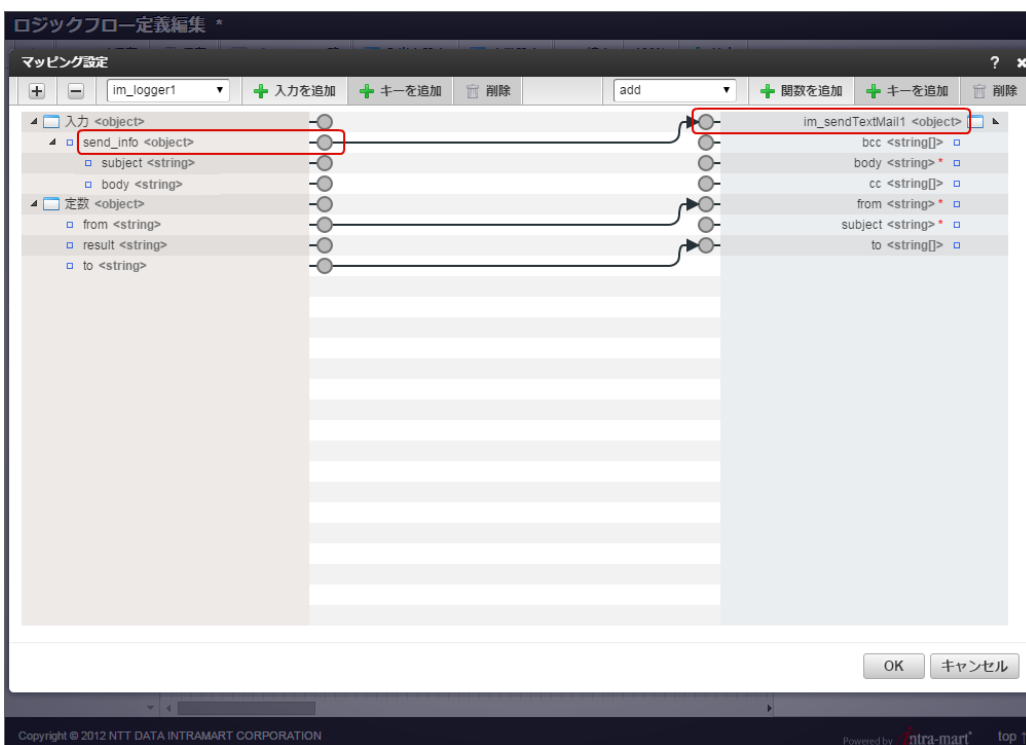 ロジックフロー定義編集 *
マッピング設定 ? ×
im_logger1 ▼ 入力を追加 キーを追加 削除 add ▼ 関数を追加 キーを追加 削除
入力 <object> im_sendTextMail1 <object>
send_info <object> bcc <string[]>
subject <string> body <string> *
body <string> cc <string[]>
定数 <object> from <string> *
from <string> subject <string> *
result <string> to <string[]>
to <string>
OK キャンセル
Copyright © 2012 NTT DATA INTRAMART CORPORATION Powered by intra-mart top ↑